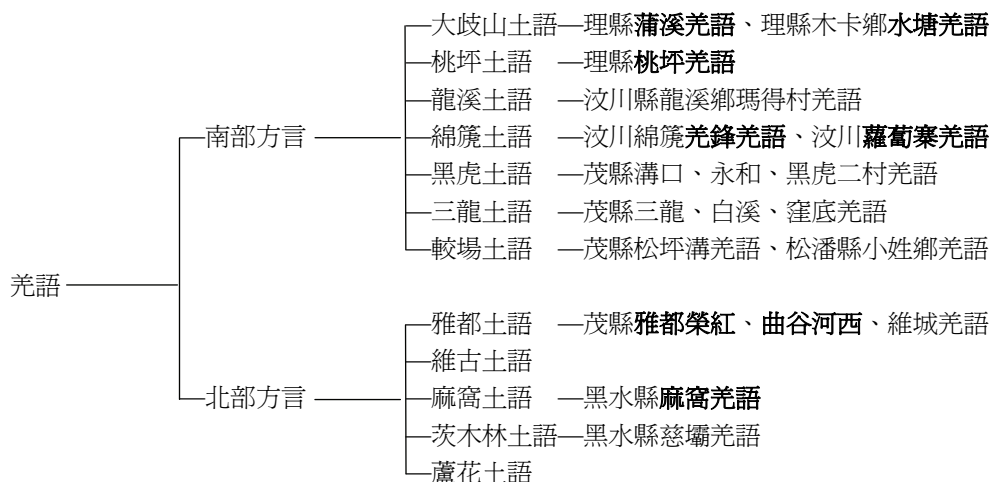 大歧山土語—理縣蒲溪羌語、理縣木卡鄉水塘羌語
桃坪土語—理縣桃坪羌語
龍溪土語—汶川縣龍溪鄉瑪得村羌語
南部方言
綿篪土語—汶川綿篪羌鋒羌語、汶川蘿蔔寨羌語
黑虎土語—茂縣溝口、永和、黑虎二村羌語
三龍土語—茂縣三龍、白溪、窪底羌語
較場土語—茂縣松坪溝羌語、松潘縣小姓鄉羌語
羌語
雅都土語—茂縣雅都榮紅、曲谷河西、維城羌語
維古土語
北部方言
麻窩土語—黑水縣麻窩羌語
茨木林土語—黑水縣慈壩羌語
蘆花土語